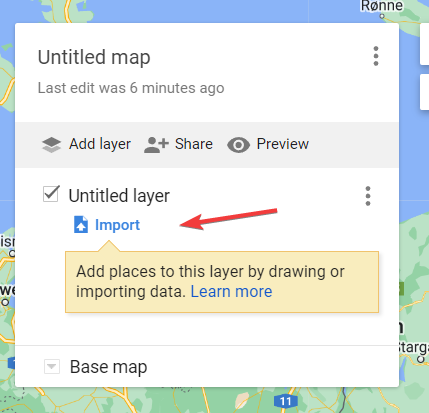 Rønne
Untitled map
Last edit was 6 minutes ago
Add layer Share Preview
Untitled layer
Import
Add places to this layer by drawing or
importing data. Learn more
Base map
11